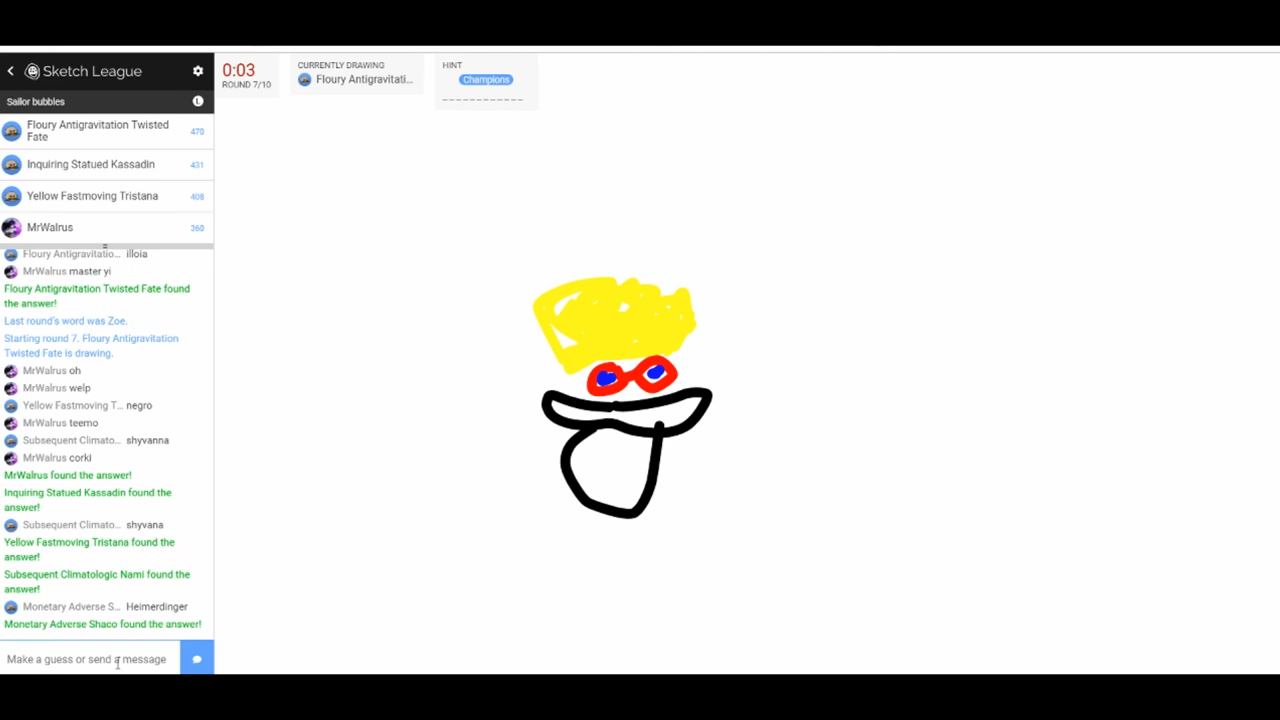 Sketch League
Sailor bubbles
L
Floury Antigravitation Twisted
Fate
470
Inquiring Statued Kassadin
431
Yellow Fastmoving Tristana
408
MrWalrus
360
Floury Antigravitatio... illoia
MrWalrus master yi
Floury Antigravitation Twisted Fate found
the answer!
Last round's word was Zoe.
Starting round 7. Floury Antigravitation
Twisted Fate is drawing.
MrWalrus oh
MrWalrus welp
Yellow Fastmoving T... negro
MrWalrus teemo
Subsequent Climato... shyvanna
MrWalrus corki
MrWalrus found the answer!
Inquiring Statued Kassadin found the
answer!
Subsequent Climato... shyvana
Yellow Fastmoving Tristana found the
answer!
Subsequent Climatologic Nami found the
answer!
Monetary Adverse S... Heimerdinger
Monetary Adverse Shaco found the answer!
Make a guess or send a message
0:03
ROUND 7/10
CURRENTLY DRAWING
Floury Antigravitati...
HINT
Champions
____________